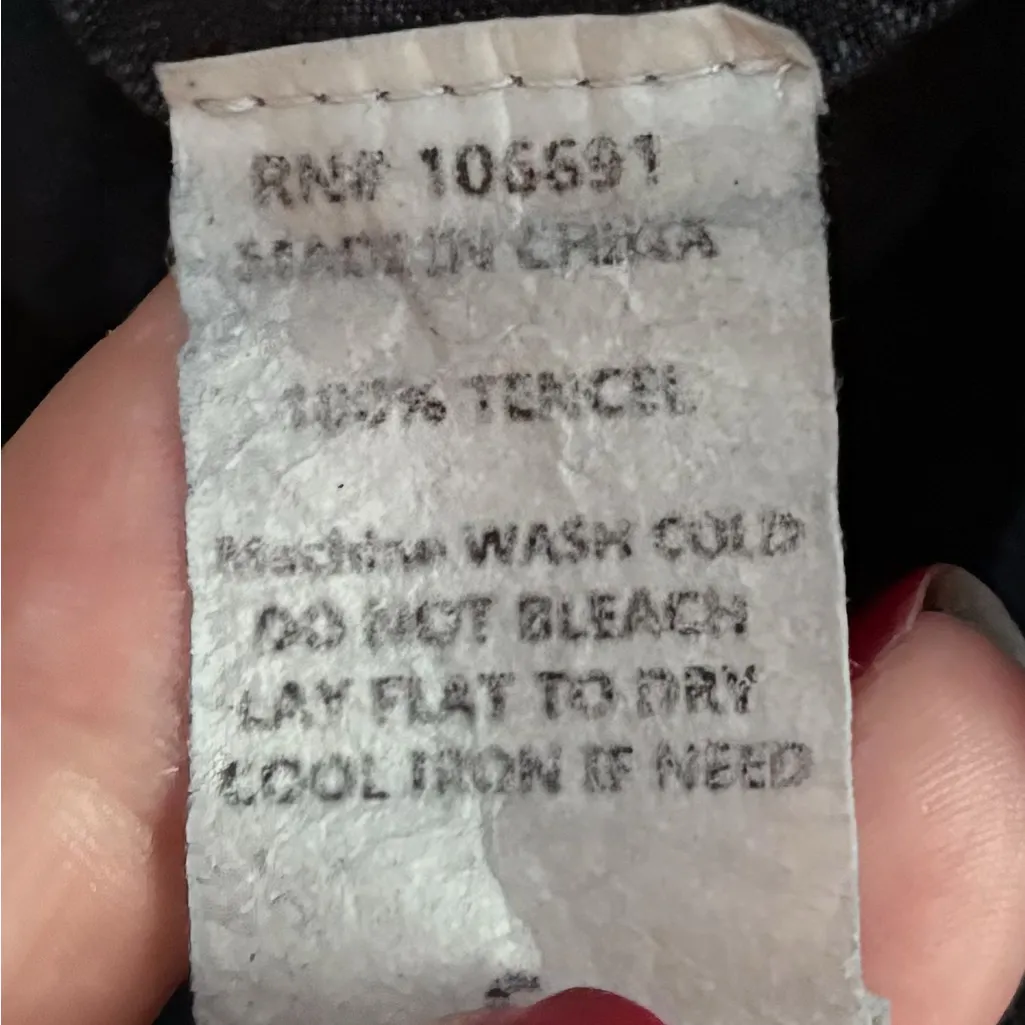 RN# 106691
MADE IN CHINA
100% TENCEL
Machine WASH COLD
DO NOT BLEACH
LAY FLAT TO DRY
COOL IRON IF NEED